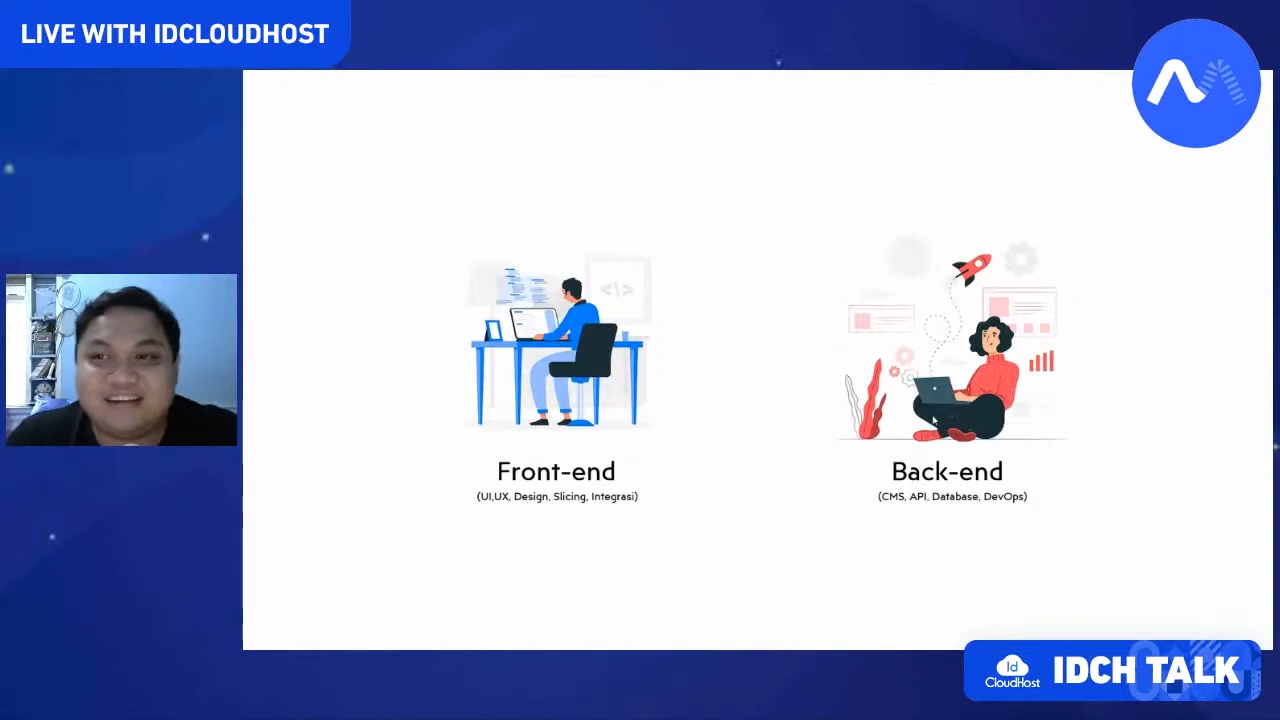 LIVE WITH IDCLOUDHOST
</>
Front-end
(UI,UX, Design, Slicing, Integrasi)
Back-end
(CMS, API, Database, DevOps)
Id
CloudHost
IDCH TALK